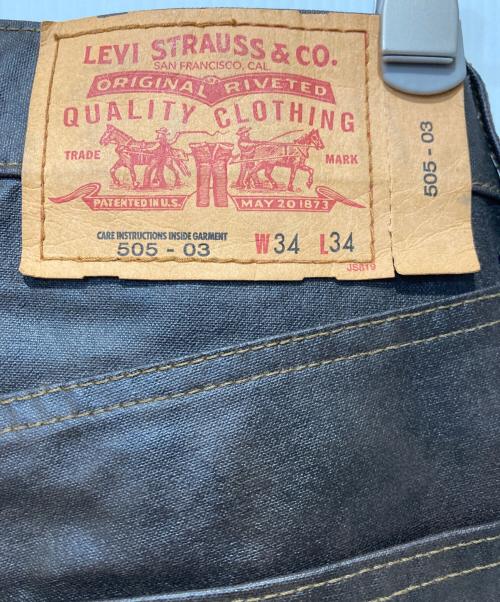 LEVI STRAUSS & CO.
SAN FRANCISCO, CAL.
ORIGINAL RIVETED
QUALITY CLOTHING
TRADE MARK
PATENTED IN U.S. MAY 20 1873
CARE INSTRUCTIONS INSIDE GARMENT
505 - 03 W34 L34
JS819
505 - 03